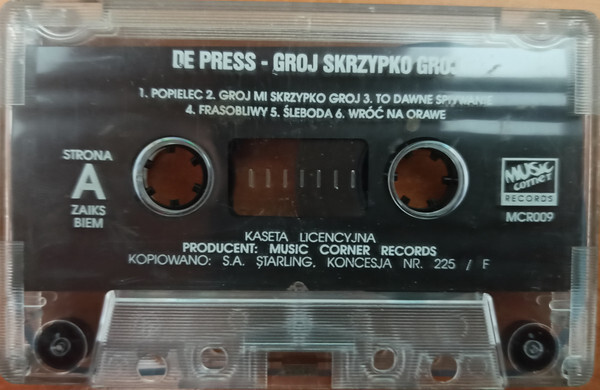 DE PRESS - GROJ SKRZYPKO GROJ
1. POPIELEC 2. GROJ MI SKRZYPKO GROJ 3. TO DAWNE ŚPIYWANIE
4. FRASOBLIWY 5. ŚLEBODA 6. WRÓĆ NA ORAWE
STRONA
A
ZAIKS
BIEM
MUSIC
corner
RECORDS
MCR009
KASETA LICENCYJNA
PRODUCENT: MUSIC CORNER RECORDS
KOPIOWANO: S.A. STARLING, KONCESJA NR. 225 / F